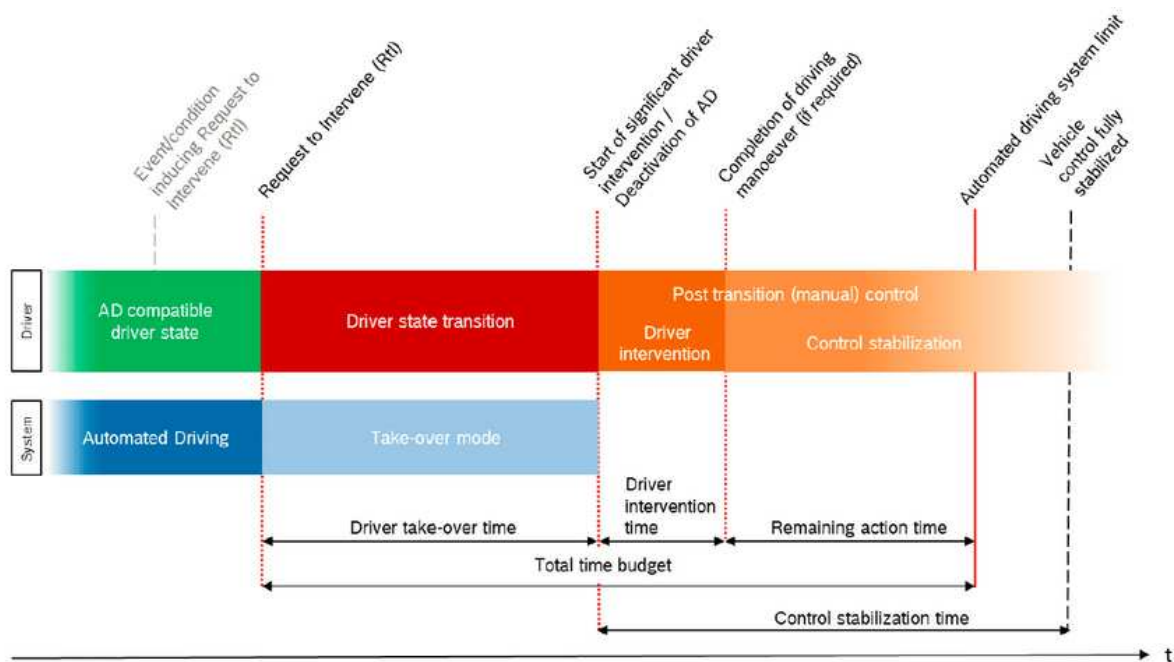 Event/condition
inducing Request to
Intervene (RtI)
Request to Intervene (RtI)
Start of significant driver
intervention /
Deactivation of AD
Completion of driving
manoeuver (if required)
Automated driving system limit
Vehicle
control fully
stabilized
Driver
AD compatible
driver state
Driver state transition
Post transition (manual) control
Driver
intervention
Control stabilization
System
Automated Driving
Take-over mode
Driver take-over time
Driver
intervention
time
Remaining action time
Total time budget
Control stabilization time
t